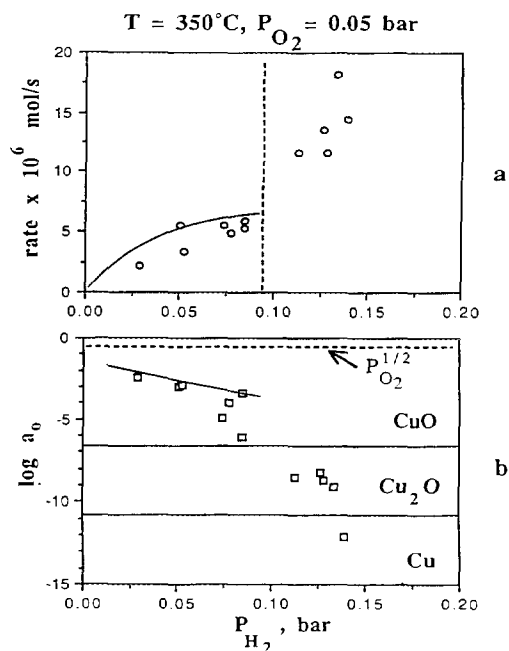 T = 350°C, P_O2 = 0.05 bar
20
15
10
5
0
rate x 10^6 mol/s
a
0.00 0.05 0.10 0.15 0.20
0
-5
-10
-15
log a_o
P_O2^1/2
CuO
Cu2O
Cu
b
0.00 0.05 0.10 0.15 0.20
P_H2, bar